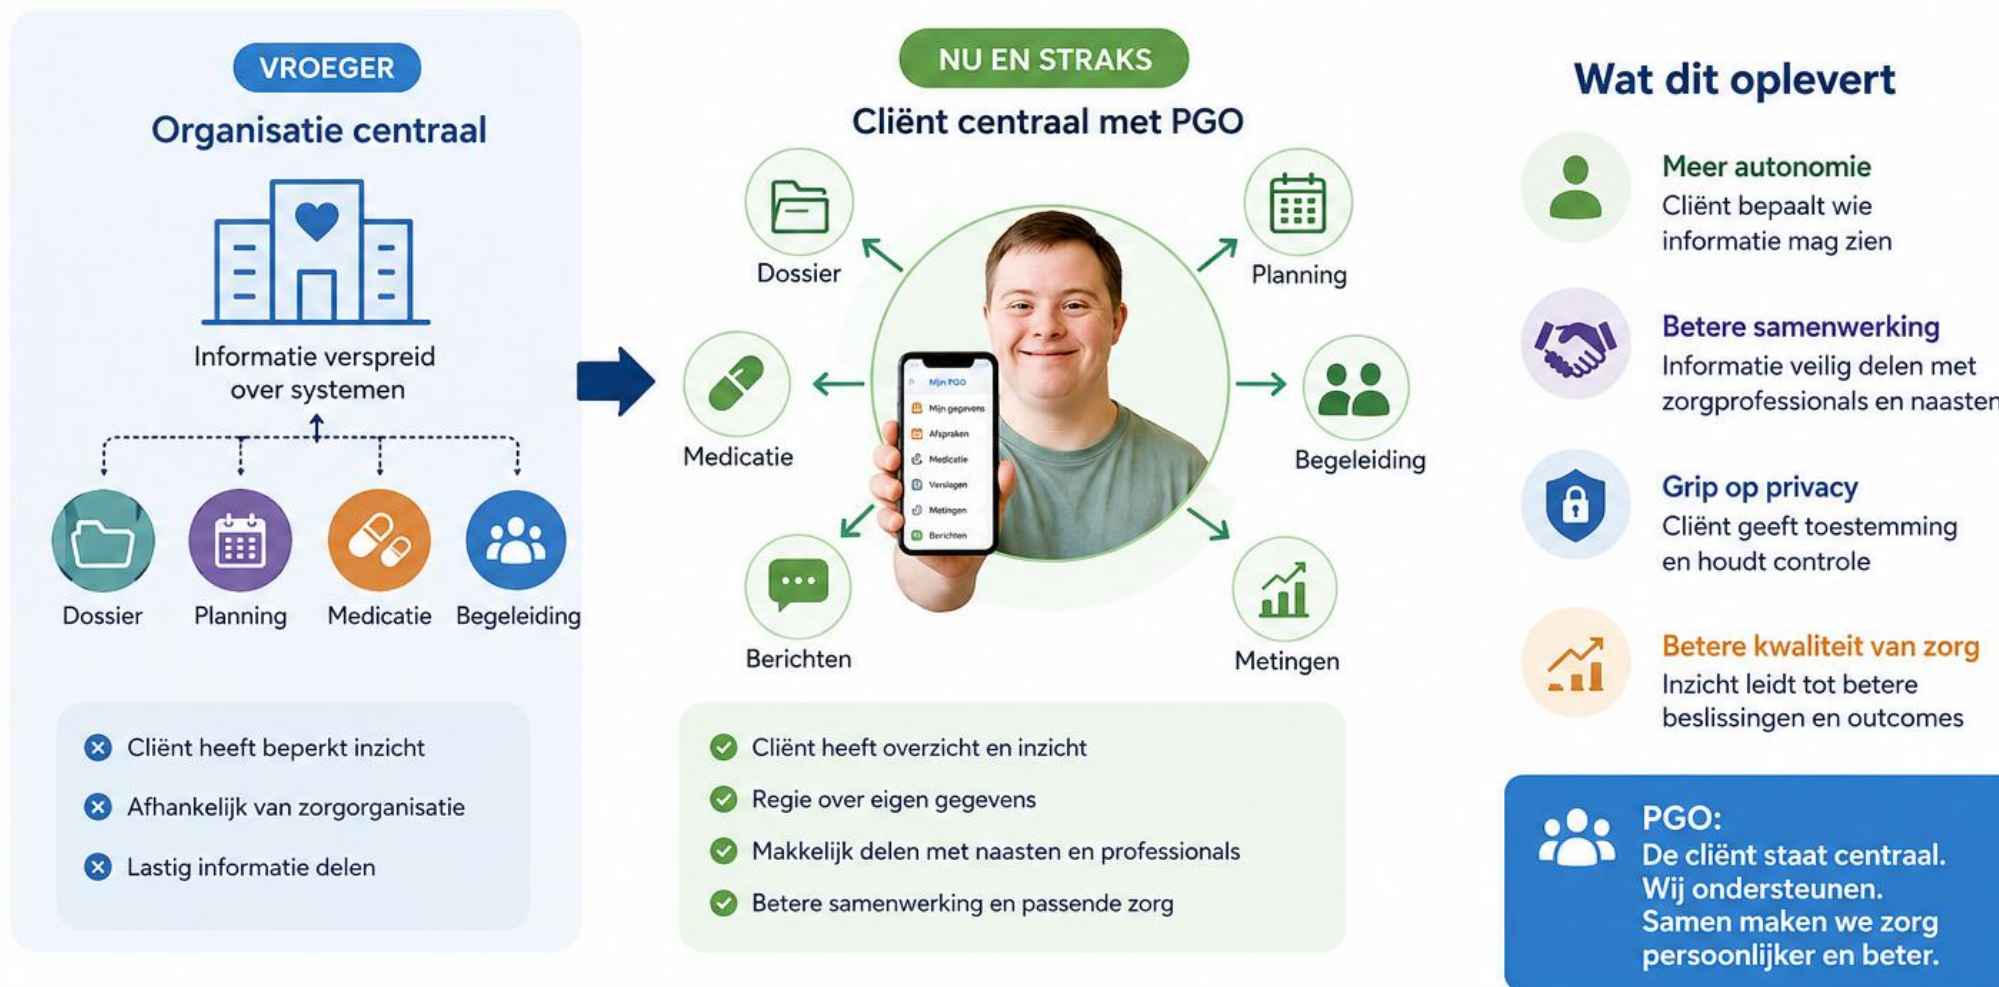 VROEGER
Organisatie centraal
Informatie verspreid
over systemen
Dossier
Planning
Medicatie
Begeleiding
Cliënt heeft beperkt inzicht
Afhankelijk van zorgorganisatie
Lastig informatie delen
NU EN STRAKS
Cliënt centraal met PGO
Dossier
Planning
Medicatie
Begeleiding
Berichten
Metingen
Mijn PGO
Mijn gegevens
Afspraken
Medicatie
Verslagen
Metingen
Berichten
Cliënt heeft overzicht en inzicht
Regie over eigen gegevens
Makkelijk delen met naasten en professionals
Betere samenwerking en passende zorg
Wat dit oplevert
Meer autonomie
Cliënt bepaalt wie
informatie mag zien
Betere samenwerking
Informatie veilig delen met
zorgprofessionals en naasten
Grip op privacy
Cliënt geeft toestemming
en houdt controle
Betere kwaliteit van zorg
Inzicht leidt tot betere
beslissingen en outcomes
PGO:
De cliënt staat centraal.
Wij ondersteunen.
Samen maken we zorg
persoonlijker en beter.